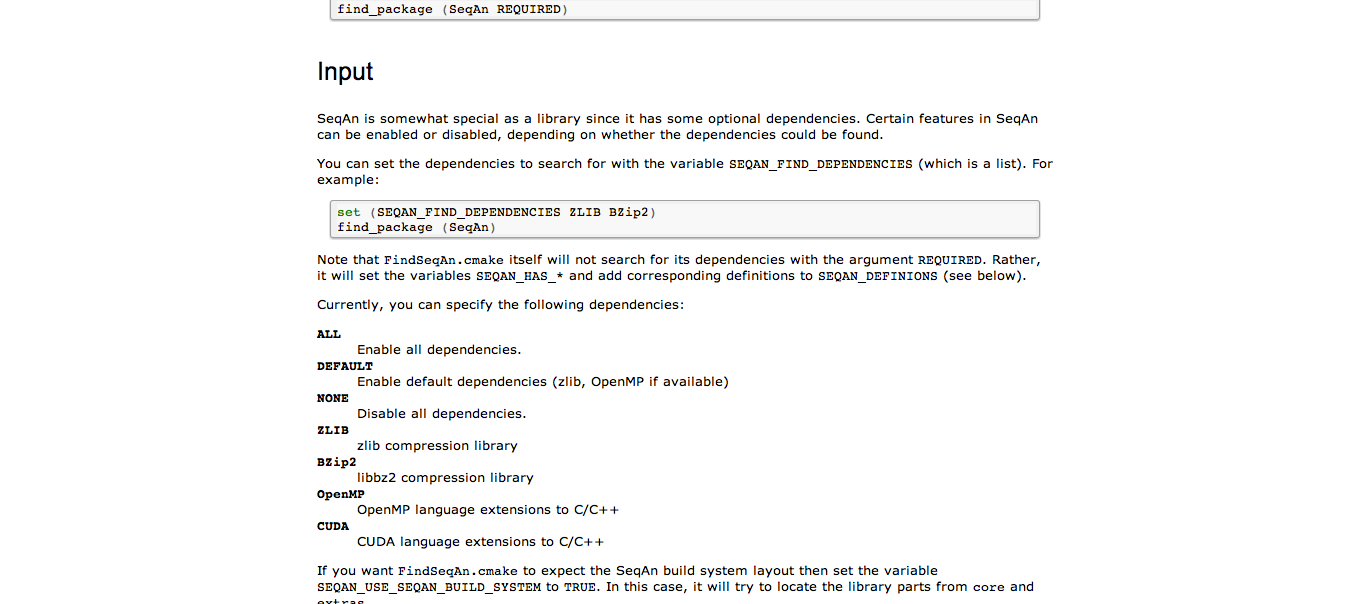 find_package (SeqAn REQUIRED)
Input
SeqAn is somewhat special as a library since it has some optional dependencies. Certain features in SeqAn
can be enabled or disabled, depending on whether the dependencies could be found.
You can set the dependencies to search for with the variable SEQAN_FIND_DEPENDENCIES (which is a list). For
example:
set (SEQAN_FIND_DEPENDENCIES ZLIB BZip2)
find_package (SeqAn)
Note that FindSeqAn.cmake itself will not search for its dependencies with the argument REQUIRED. Rather,
it will set the variables SEQAN_HAS_* and add corresponding definitions to SEQAN_DEFINIONS (see below).
Currently, you can specify the following dependencies:
ALL
Enable all dependencies.
DEFAULT
Enable default dependencies (zlib, OpenMP if available)
NONE
Disable all dependencies.
ZLIB
zlib compression library
BZip2
libbz2 compression library
OpenMP
OpenMP language extensions to C/C++
CUDA
CUDA language extensions to C/C++
If you want FindSeqAn.cmake to expect the SeqAn build system layout then set the variable
SEQAN_USE_SEQAN_BUILD_SYSTEM to TRUE. In this case, it will try to locate the library parts from core and
extras